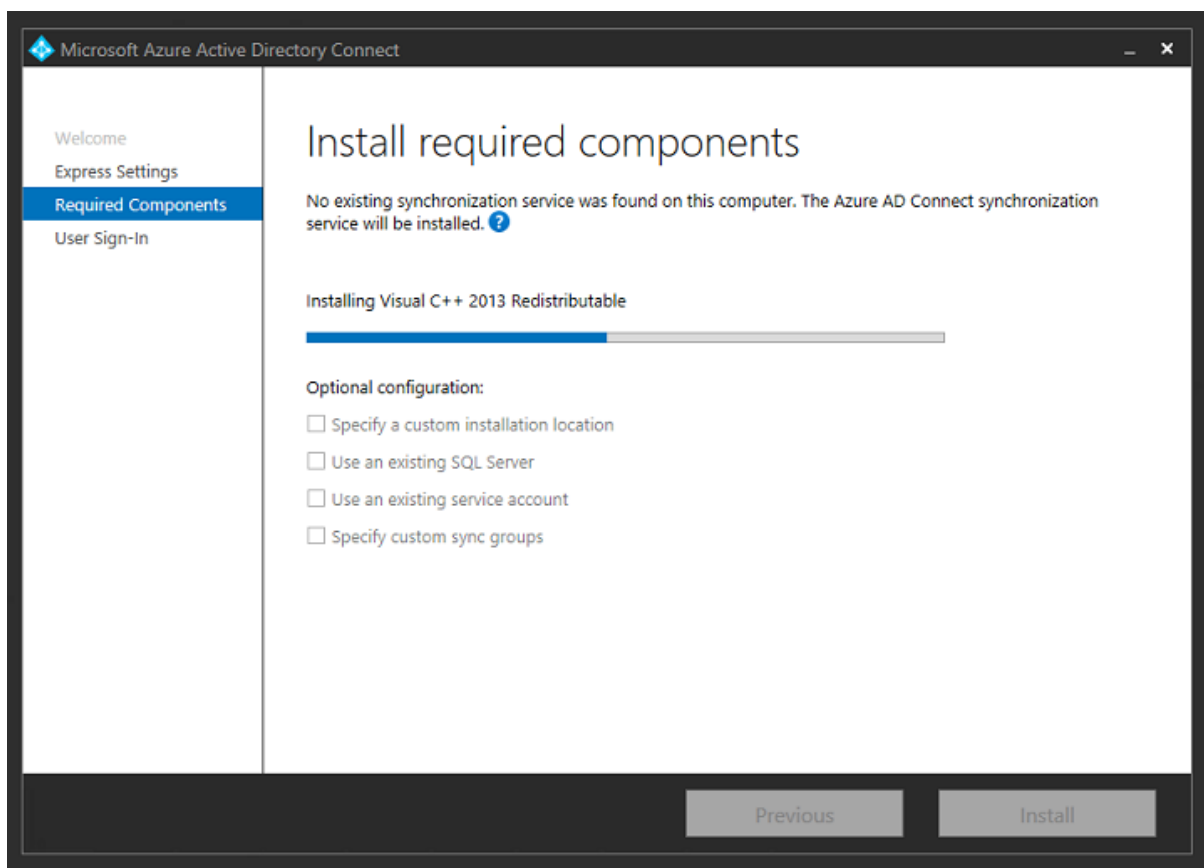 Microsoft Azure Active Directory Connect
Welcome
Express Settings
Required Components
User Sign-In
Install required components
No existing synchronization service was found on this computer. The Azure AD Connect synchronization
service will be installed. ?
Installing Visual C++ 2013 Redistributable
Optional configuration:
Specify a custom installation location
Use an existing SQL Server
Use an existing service account
Specify custom sync groups
Previous
Install